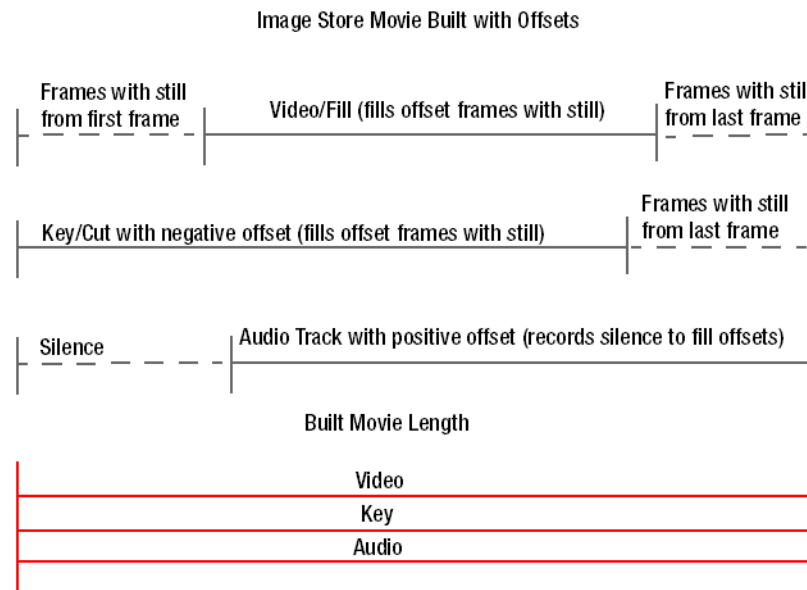 Image Store Movie Built with Offsets
Frames with still
from first frame
Video/Fill (fills offset frames with still)
Frames with still
from last frame
Key/Cut with negative offset (fills offset frames with still)
Frames with still
from last frame
Silence
Audio Track with positive offset (records silence to fill offsets)
Built Movie Length
Video
Key
Audio